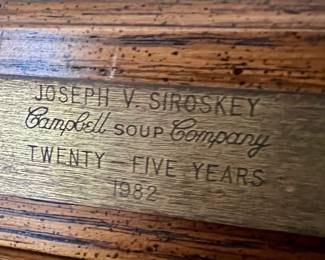 JOSEPH V. SIROSKEY
Campbell SOUP Company
TWENTY-FIVE YEARS
1982